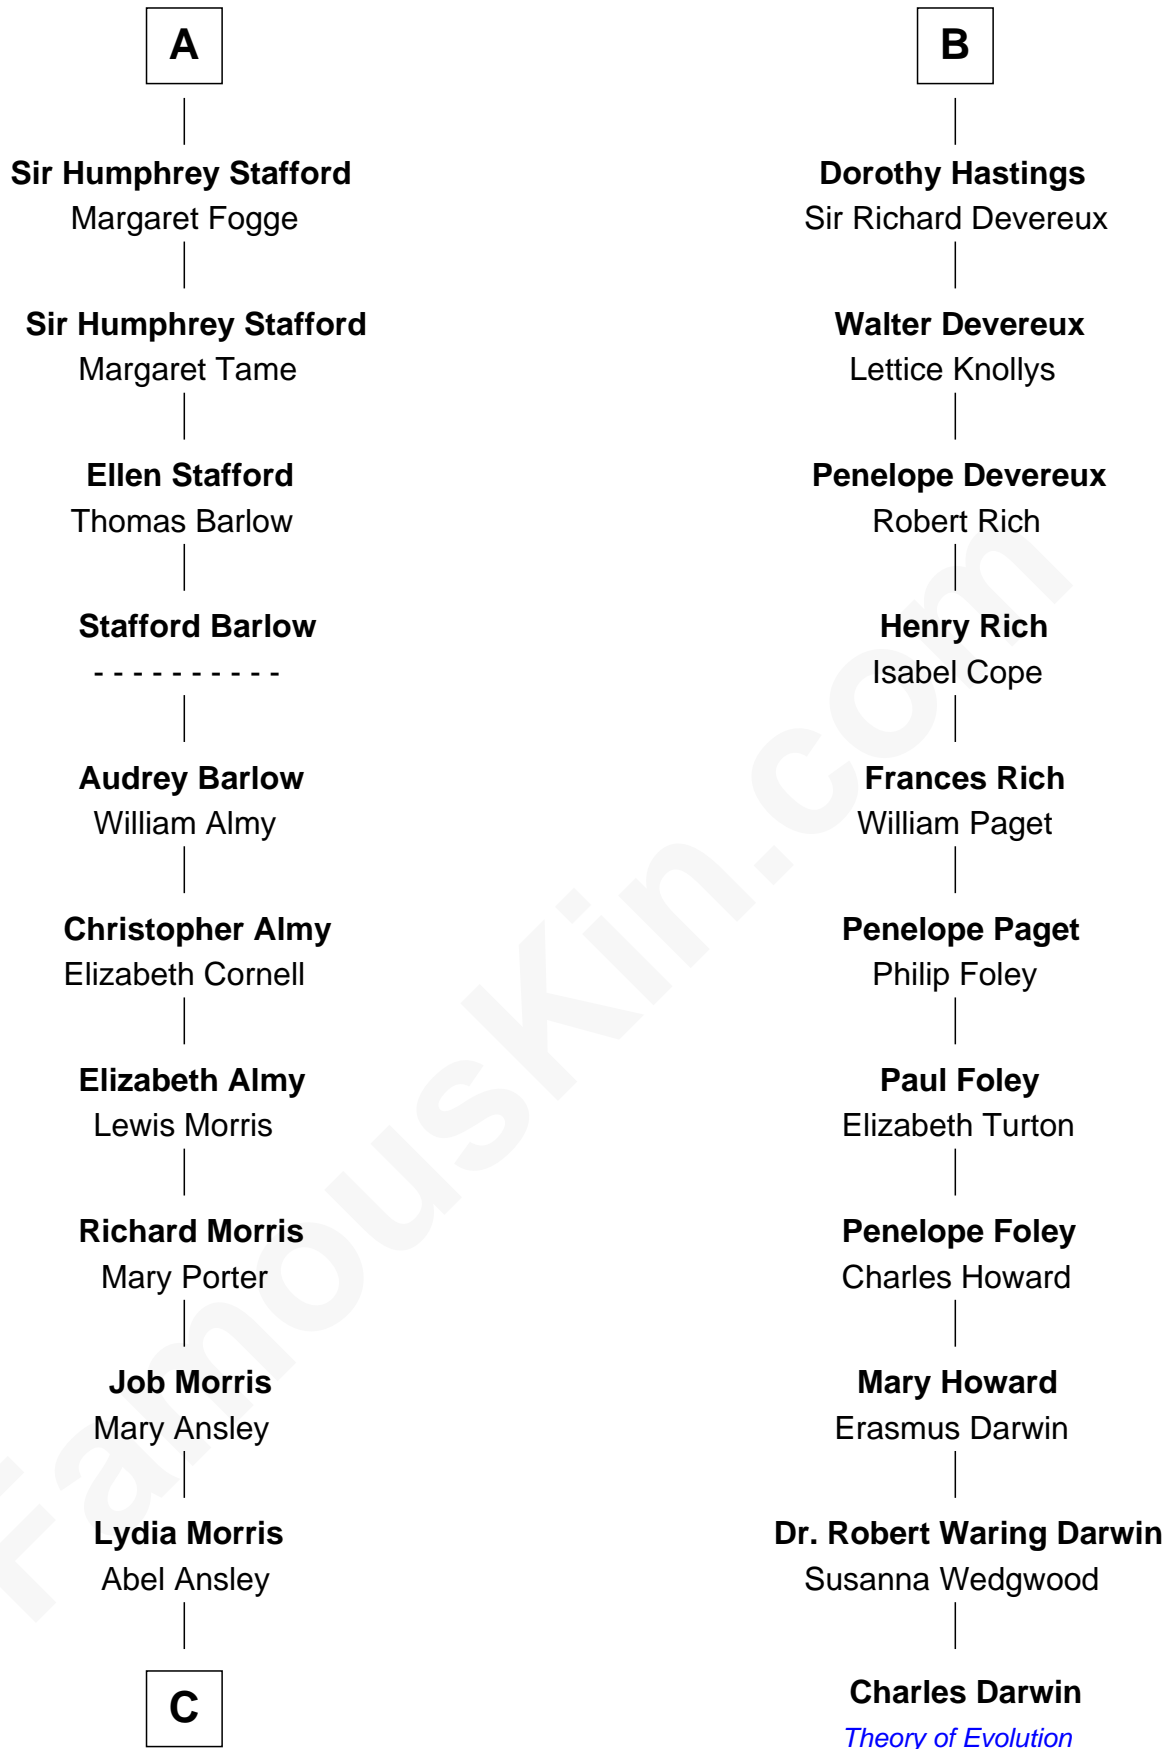 A
Sir Humphrey Stafford
Margaret Fogge
Sir Humphrey Stafford
Margaret Tame
Ellen Stafford
Thomas Barlow
Stafford Barlow
- - - - - - - - - -
Audrey Barlow
William Almy
Christopher Almy
Elizabeth Cornell
Elizabeth Almy
Lewis Morris
Richard Morris
Mary Porter
Job Morris
Mary Ansley
Lydia Morris
Abel Ansley
C
B
Dorothy Hastings
Sir Richard Devereux
Walter Devereux
Lettice Knollys
Penelope Devereux
Robert Rich
Henry Rich
Isabel Cope
Frances Rich
William Paget
Penelope Paget
Philip Foley
Paul Foley
Elizabeth Turton
Penelope Foley
Charles Howard
Mary Howard
Erasmus Darwin
Dr. Robert Waring Darwin
Susanna Wedgwood
Charles Darwin
Theory of Evolution
FamousKin.com